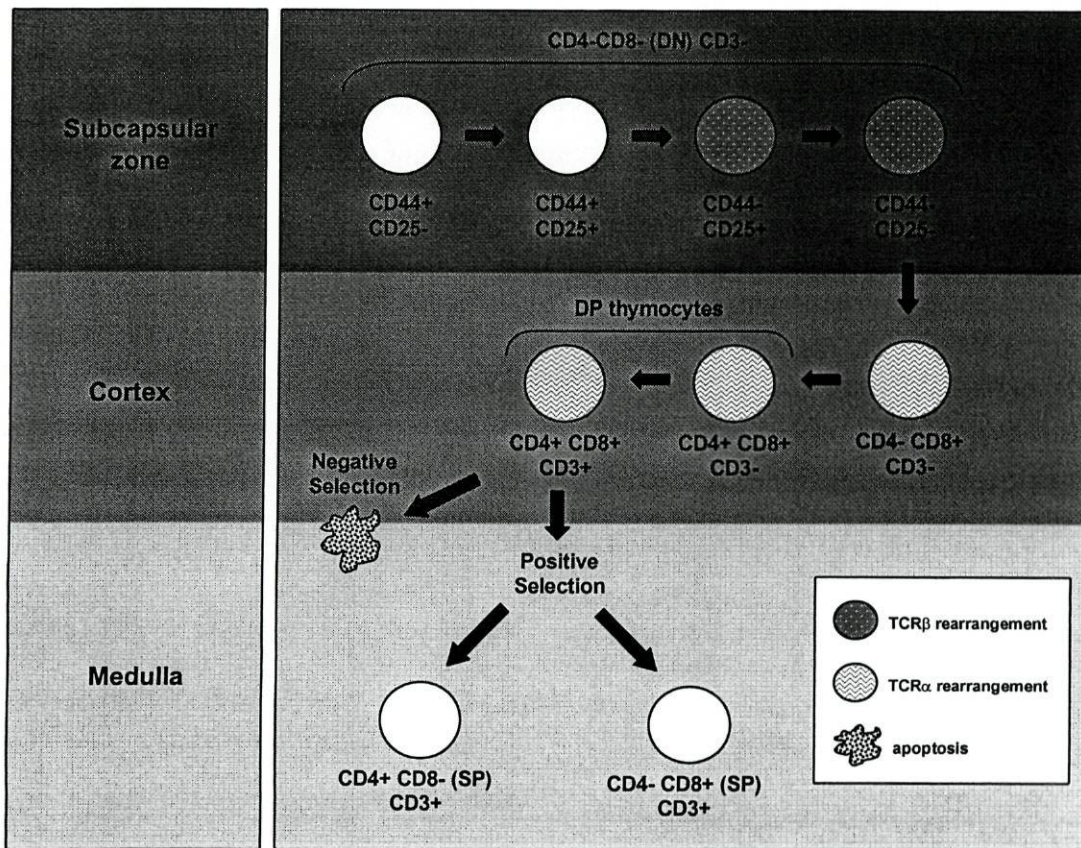 Subcapsular
zone
CD4-CD8- (DN) CD3-
CD44+
CD25-
CD44+
CD25+
CD44-
CD25+
CD44-
CD25-
Cortex
DP thymocytes
CD4+ CD8+
CD3+
CD4+ CD8+
CD3-
CD4- CD8+
CD3-
Negative
Selection
Medulla
Positive
Selection
CD4+ CD8- (SP)
CD3+
CD4- CD8+ (SP)
CD3+
TCRβ rearrangement
TCRα rearrangement
apoptosis